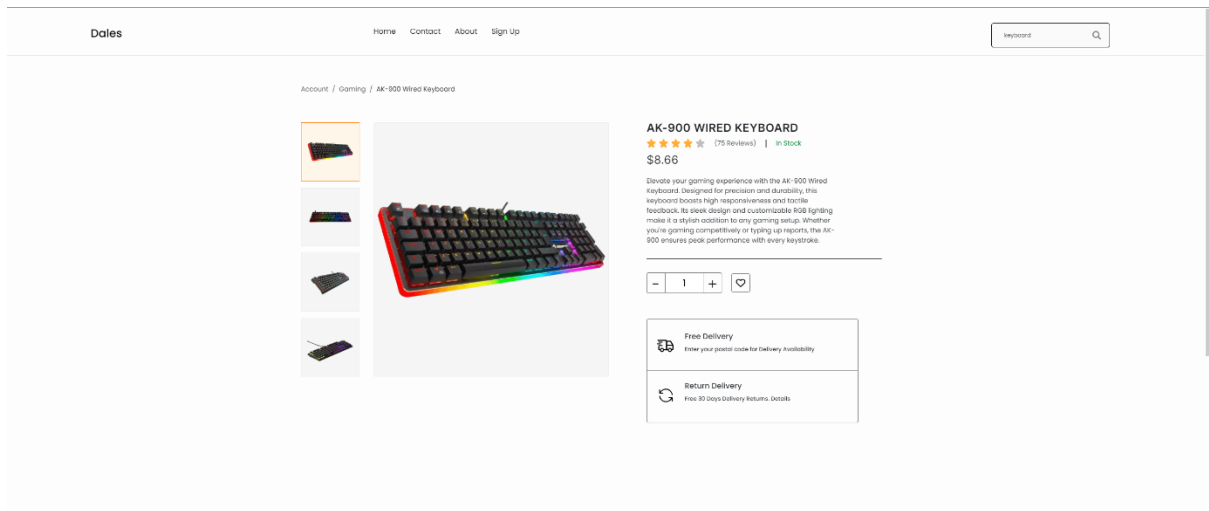 Dales
Home Contact About Sign Up
keyboard
Account / Gaming / AK-900 Wired Keyboard
AK-900 WIRED KEYBOARD
(75 Reviews) | In Stock
$8.66
Elevate your gaming experience with the AK-900 Wired
Keyboard. Designed for precision and durability, this
keyboard boasts high responsiveness and tactile
feedback. Its sleek design and customizable RGB lighting
make it a stylish addition to any gaming setup. Whether
you're gaming competitively or typing up reports, the AK-
900 ensures peak performance with every keystroke.
- 1 +
Free Delivery
Enter your postal code for Delivery Availability
Return Delivery
Free 30 Days Delivery Returns. Details